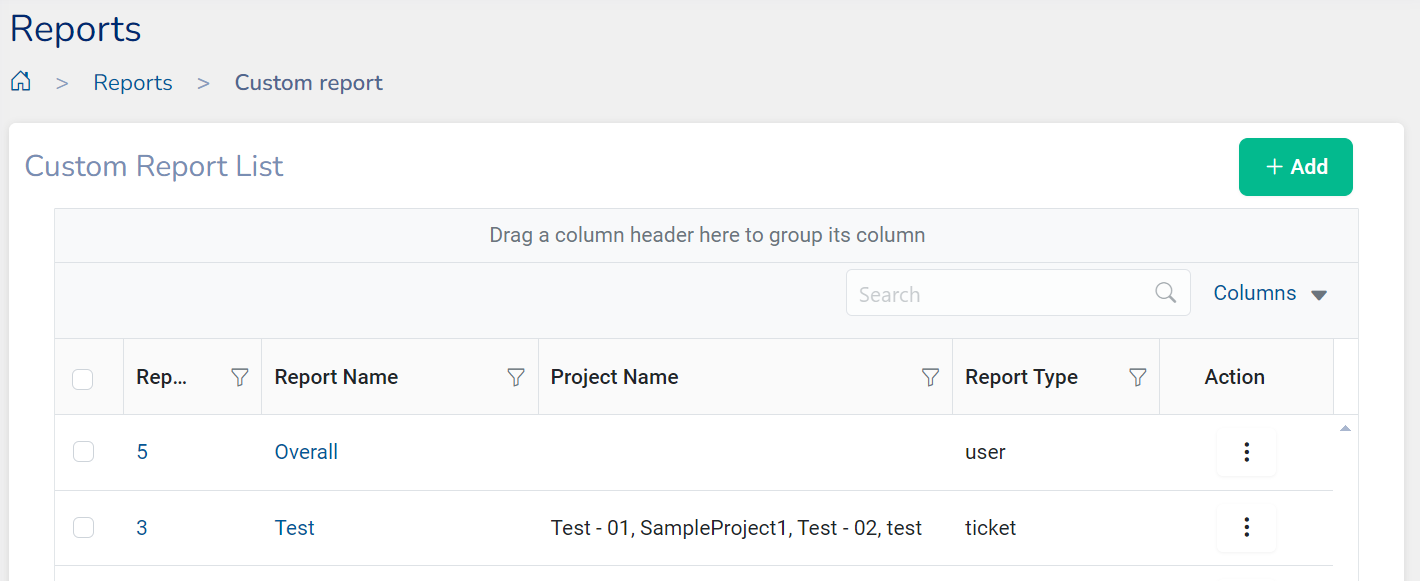 Reports
> Reports > Custom report
Custom Report List
+ Add
Drag a column header here to group its column
Search Columns
Rep... Report Name Project Name Report Type Action
5 Overall user
3 Test Test - 01, SampleProject1, Test - 02, test ticket